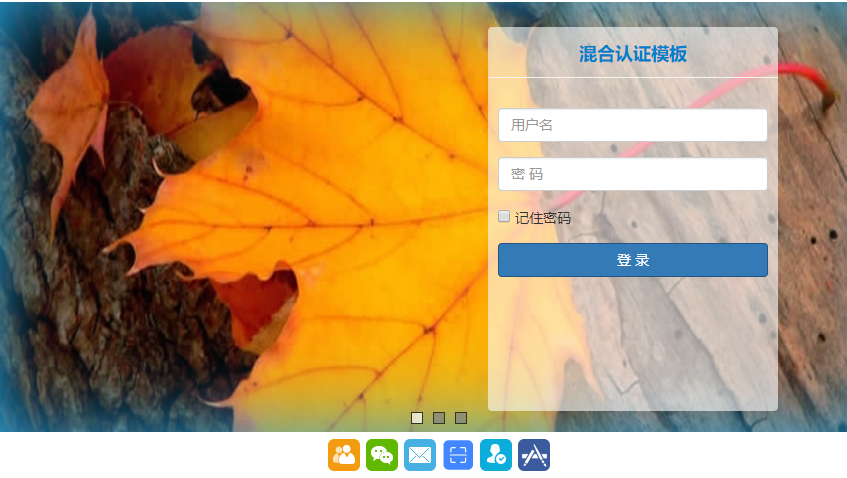 混合认证模板
用户名
密 码
记住密码
登 录